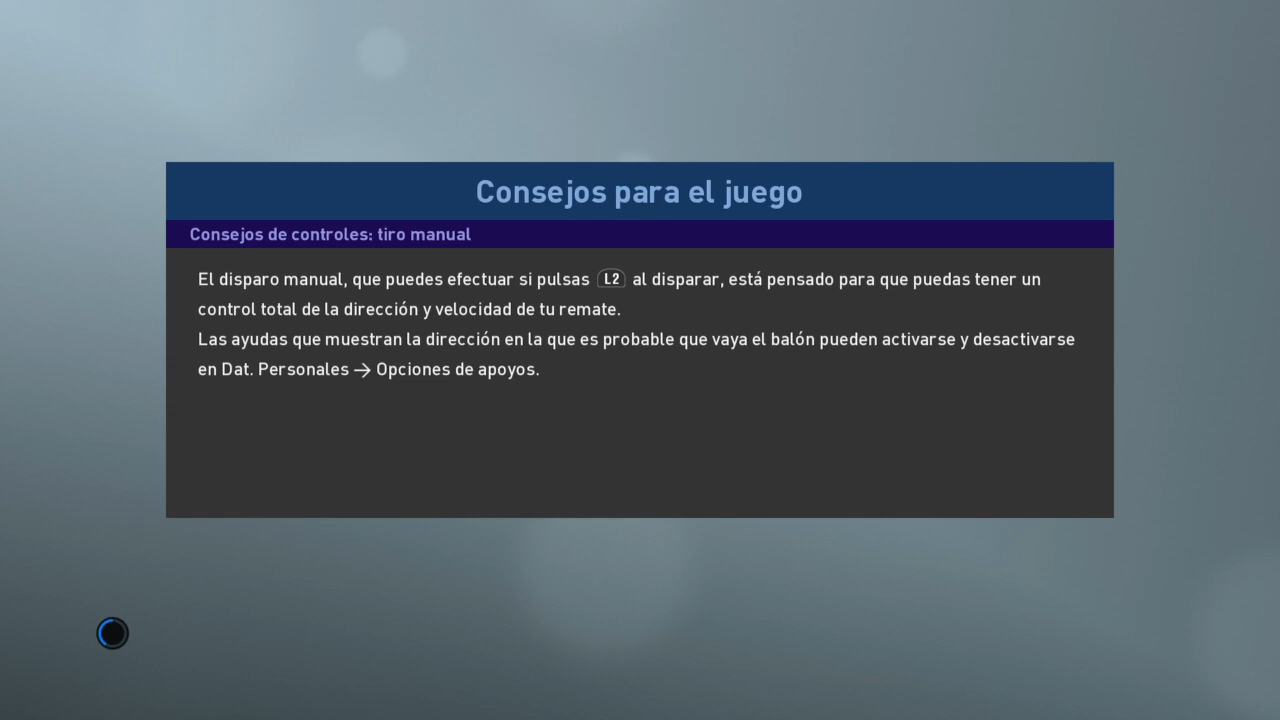 Consejos para el juego
Consejos de controles: tiro manual
El disparo manual, que puedes efectuar si pulsas L2 al disparar, está pensado para que puedas tener un
control total de la dirección y velocidad de tu remate.
Las ayudas que muestran la dirección en la que es probable que vaya el balón pueden activarse y desactivarse
en Dat. Personales → Opciones de apoyos.